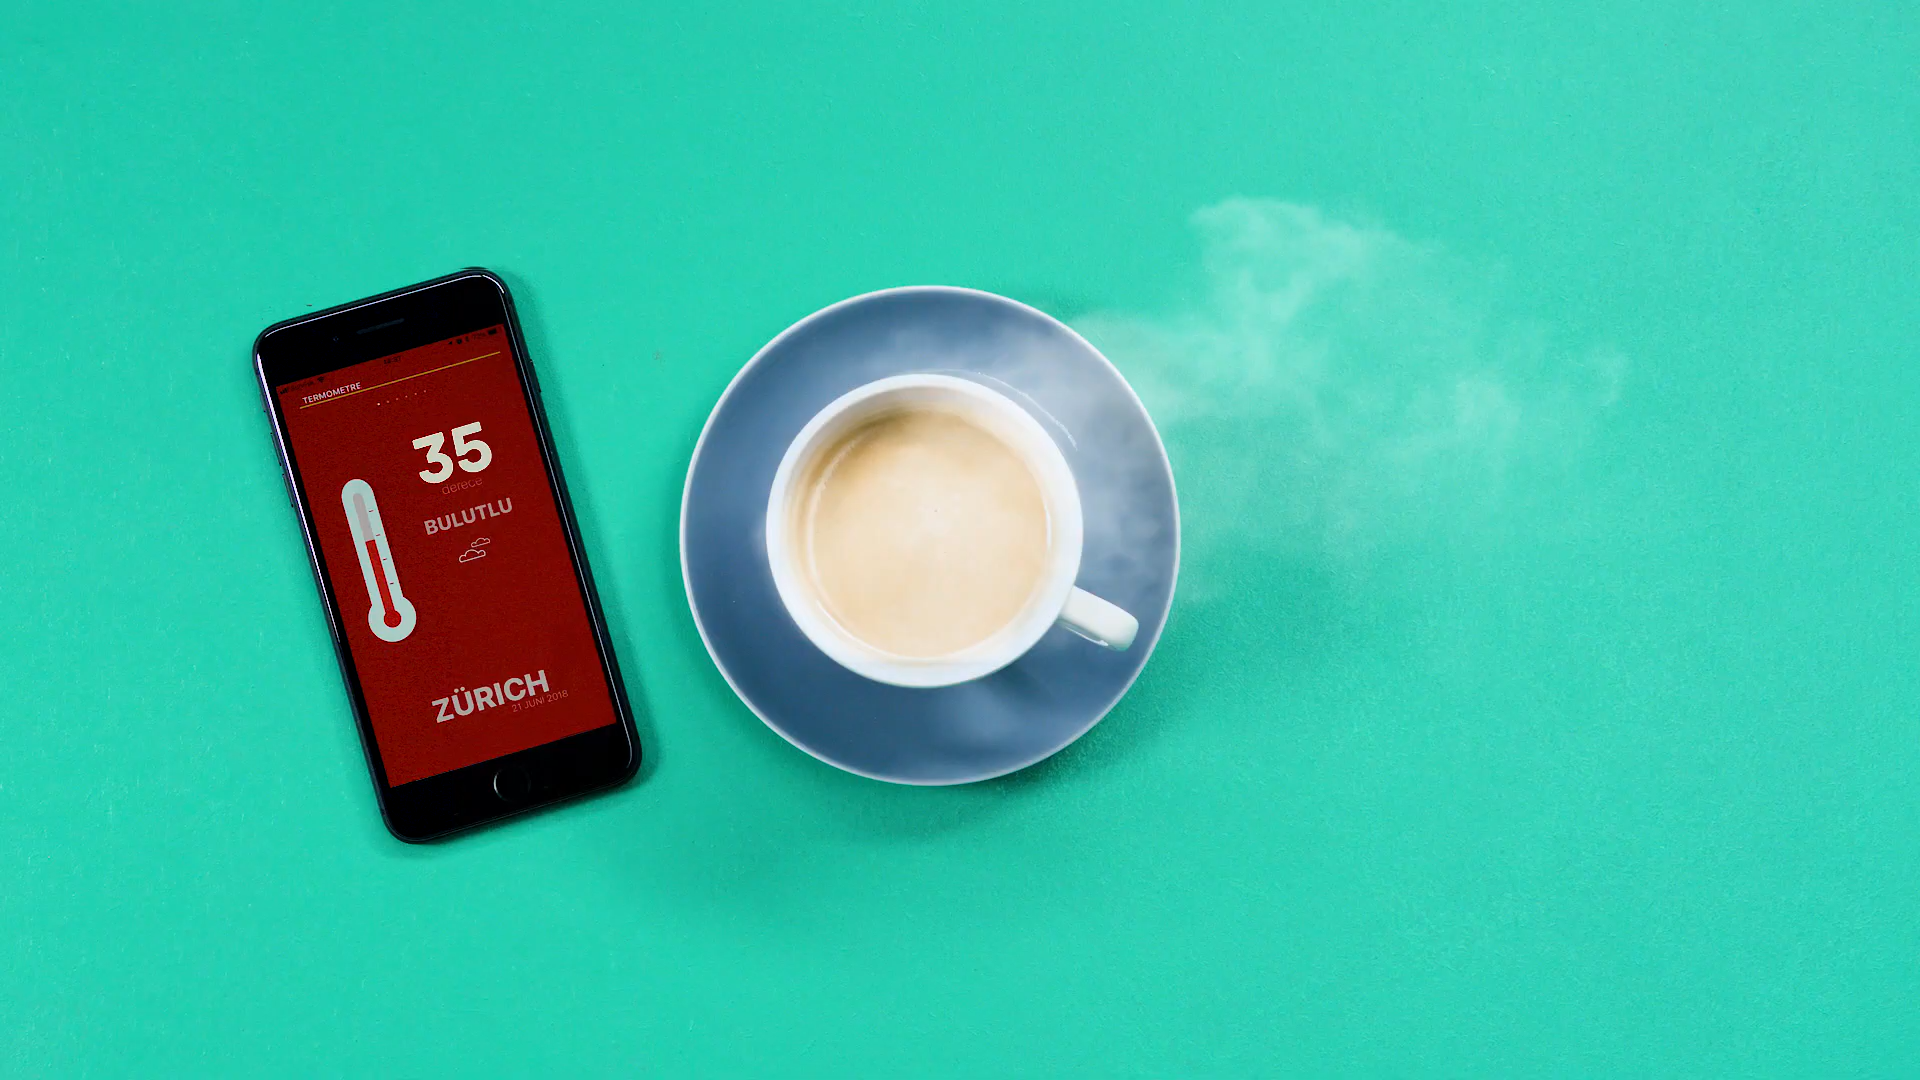 TERMOMETRE
35
derece
BULUTLU
ZÜRICH
21 JUNI 2018